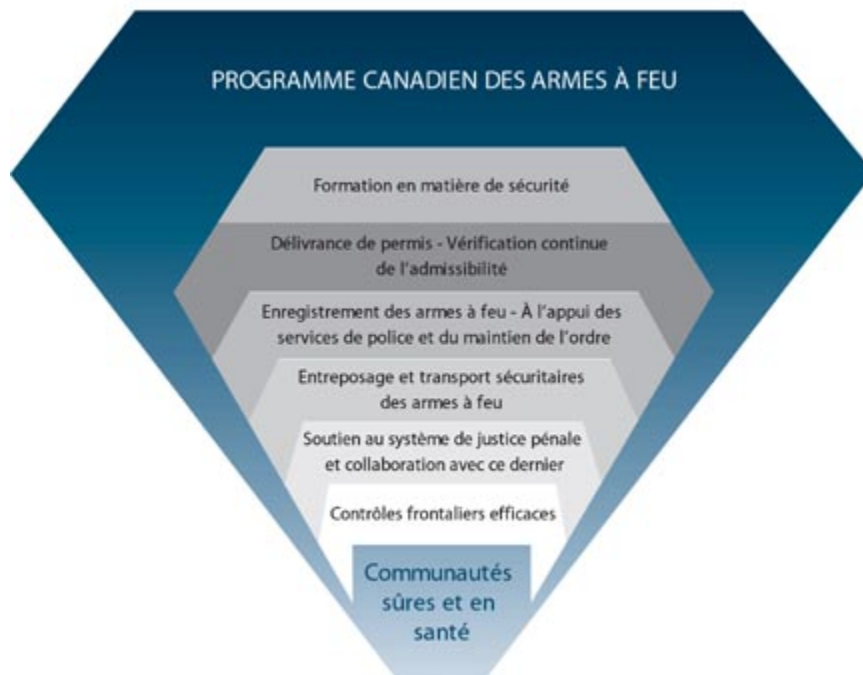 PROGRAMME CANADIEN DES ARMES À FEU
Formation en matière de sécurité
Délivrance de permis - Vérification continue
de l'admissibilité
Enregistrement des armes à feu - À l'appui des
services de police et du maintien de l'ordre
Entreposage et transport sécuritaires
des armes à feu
Soutien au système de justice pénale
et collaboration avec ce dernier
Contrôles frontaliers efficaces
Communautés
sûres et en
santé